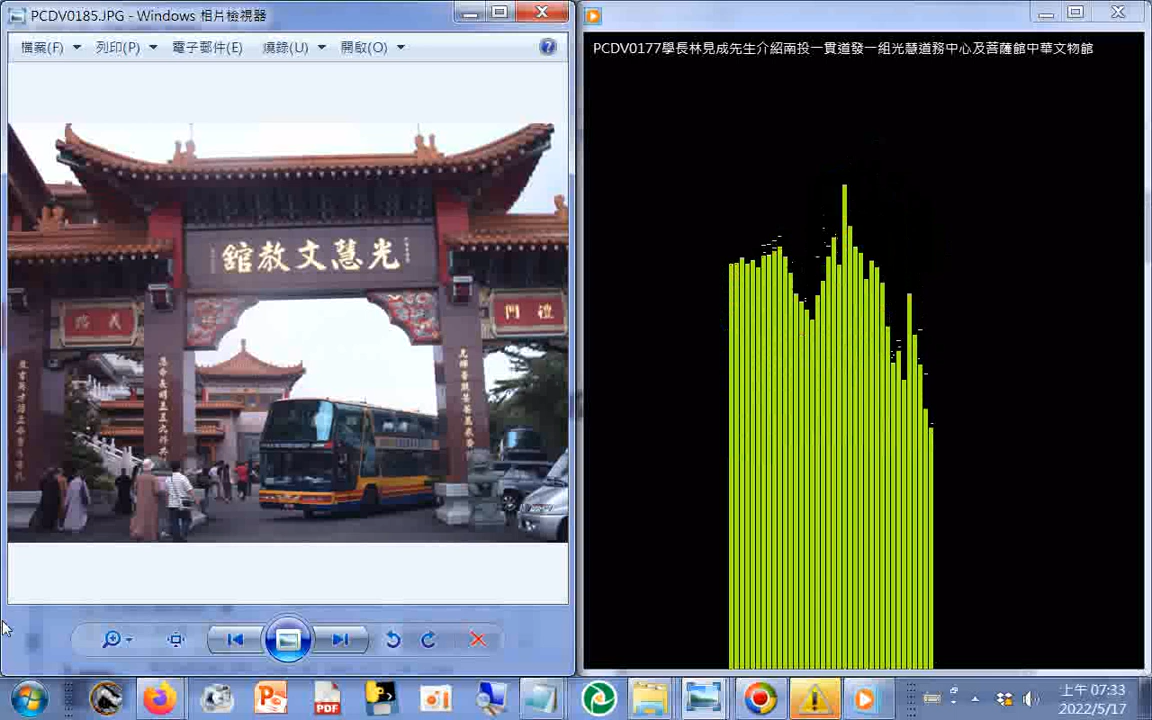 PCDV0185.JPG - Windows 相片檢視器
檔案(F)
列印(P)
電子郵件(E)
燒錄(U)
開啟(O)
館教文慧光
路義
門禮
PCDV0177學長林見成先生介紹南投一貫道發一組光慧道務中心及菩薩館中華文物館
PDF
上午 07:33
2022/5/17